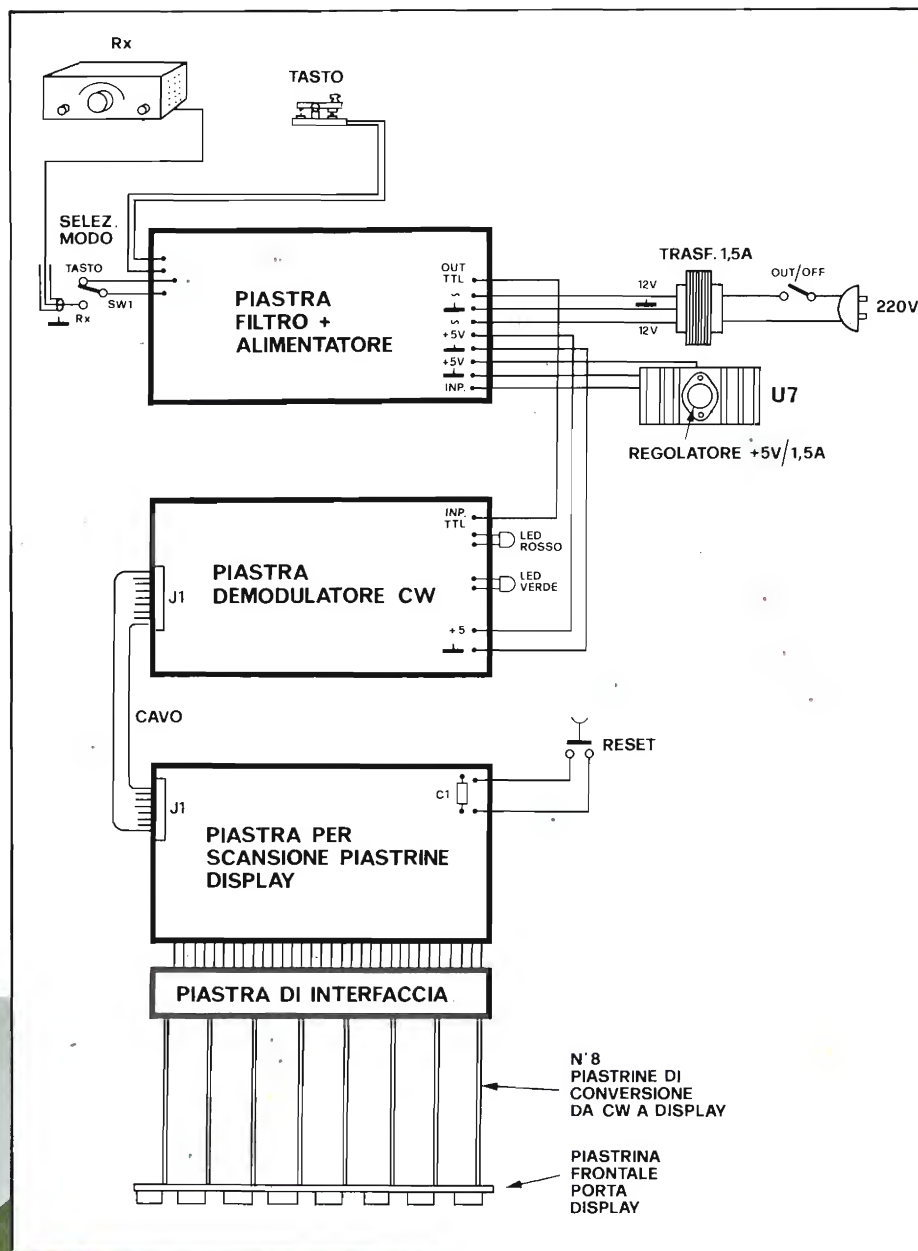 Rx
TASTO
SELEZ.
MODO
TASTO
SW1
Rx
PIASTRA
FILTRO +
ALIMENTATORE
OUT
TTL
~
~
+5V
+5V
INP.
12V
12V
TRASF. 1,5A
OUT/OFF
220V
U7
REGOLATORE +5V/1,5A
PIASTRA
DEMODULATORE CW
J1
INP.
TTL
LED
ROSSO
LED
VERDE
+5
CAVO
J1
PIASTRA PER
SCANSIONE PIASTRINE
DISPLAY
C1
RESET
PIASTRA DI INTERFACCIA
N°8
PIASTRINE DI
CONVERSIONE
DA CW A DISPLAY
PIASTRINA
FRONTALE
PORTA
DISPLAY